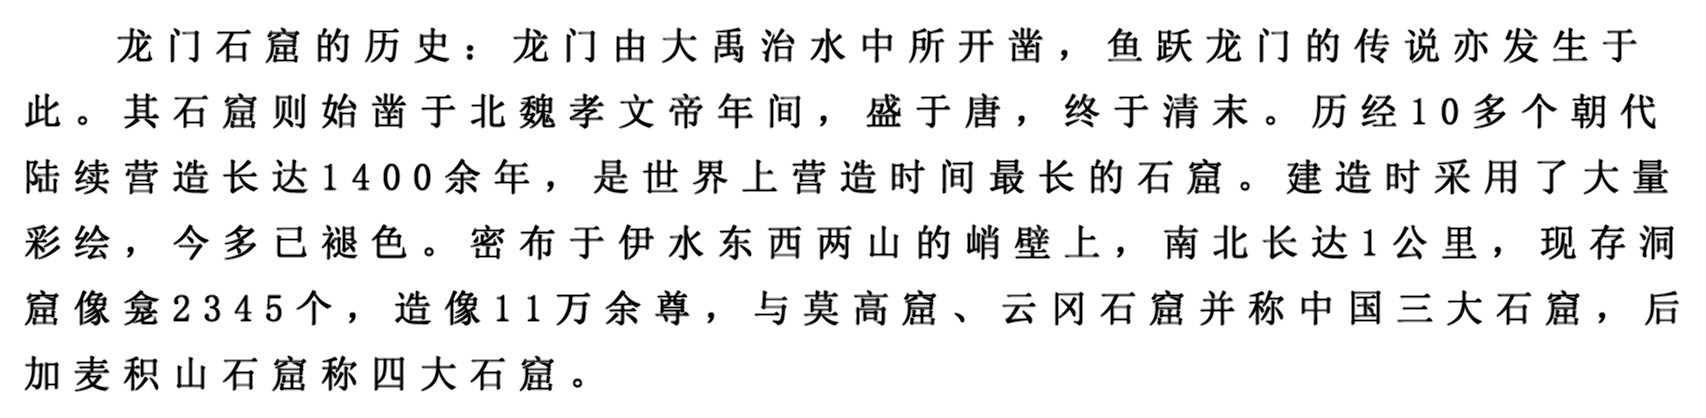 龙门石窟的历史：龙门由大禹治水中所开凿，鱼跃龙门的传说亦发生于
此。其石窟则始凿于北魏孝文帝年间，盛于唐，终于清末。历经10多个朝代
陆续营造长达1400余年，是世界上营造时间最长的石窟。建造时采用了大量
彩绘，今多已褪色。密布于伊水东西两山的峭壁上，南北长达1公里，现存洞
窟像龛2345个，造像11万余尊，与莫高窟、云冈石窟并称中国三大石窟，后
加麦积山石窟称四大石窟。